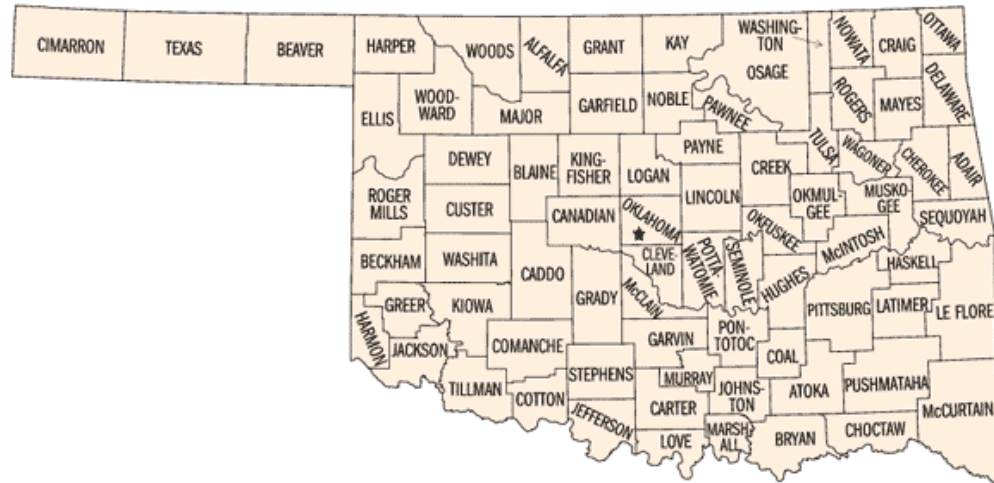 CIMARRON
TEXAS
BEAVER
HARPER
WOODS
ALFALFA
GRANT
KAY
WASHING-
TON
OSAGE
NOWATA
CRAIG
OTTAWA
ELLIS
WOOD-
WARD
MAJOR
GARFIELD
NOBLE
PAWNEE
ROGERS
MAYES
DELAWARE
DEWEY
BLAINE
KING-
FISHER
LOGAN
PAYNE
CREEK
TULSA
WAGONER
CHEROKEE
ADAIR
ROGER
MILLS
CUSTER
CANADIAN
OKLAHOMA
LINCOLN
OKMUL-
GEE
MUSKO-
GEE
SEQUOYAH
BECKHAM
WASHITA
CADDO
GRADY
CLEVE-
LAND
McCLAIN
POTTA-
WATOMIE
SEMINOLE
OKFUSKEE
HUGHES
McINTOSH
HASKELL
GREER
KIOWA
HARMON
JACKSON
COMANCHE
GARVIN
PON-
TOTOC
PITTSBURG
LATIMER
LE FLORE
TILLMAN
COTTON
STEPHENS
MURRAY
COAL
JOHNS-
TON
ATOKA
PUSHMATAHA
McCURTAIN
JEFFERSON
CARTER
LOVE
MARSH-
ALL
BRYAN
CHOCTAW